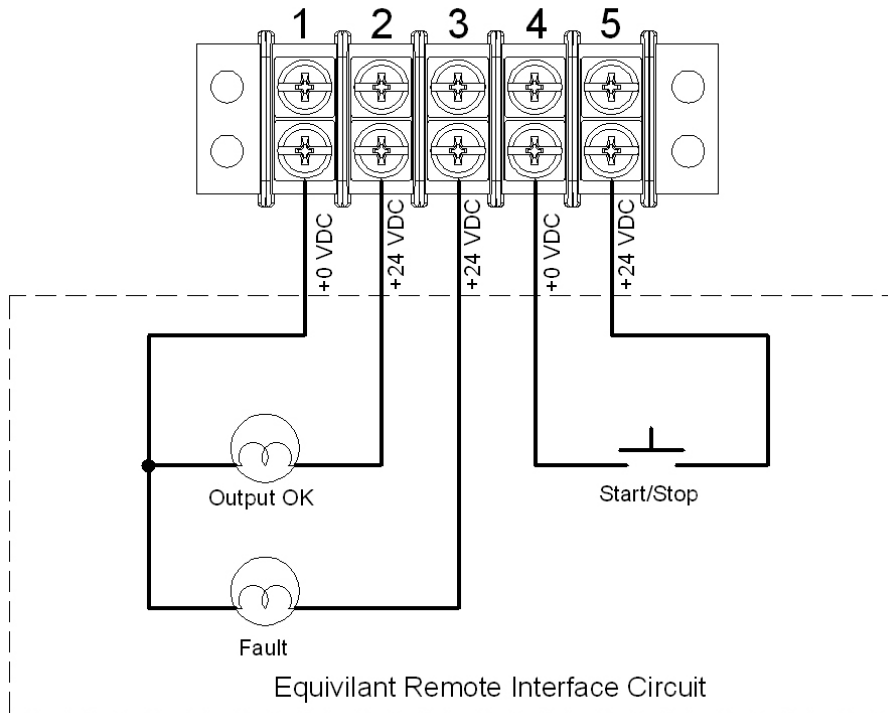 1 2 3 4 5
+0 VDC
+24 VDC
+24 VDC
+0 VDC
+24 VDC
Output OK
Start/Stop
Fault
Equivilant Remote Interface Circuit